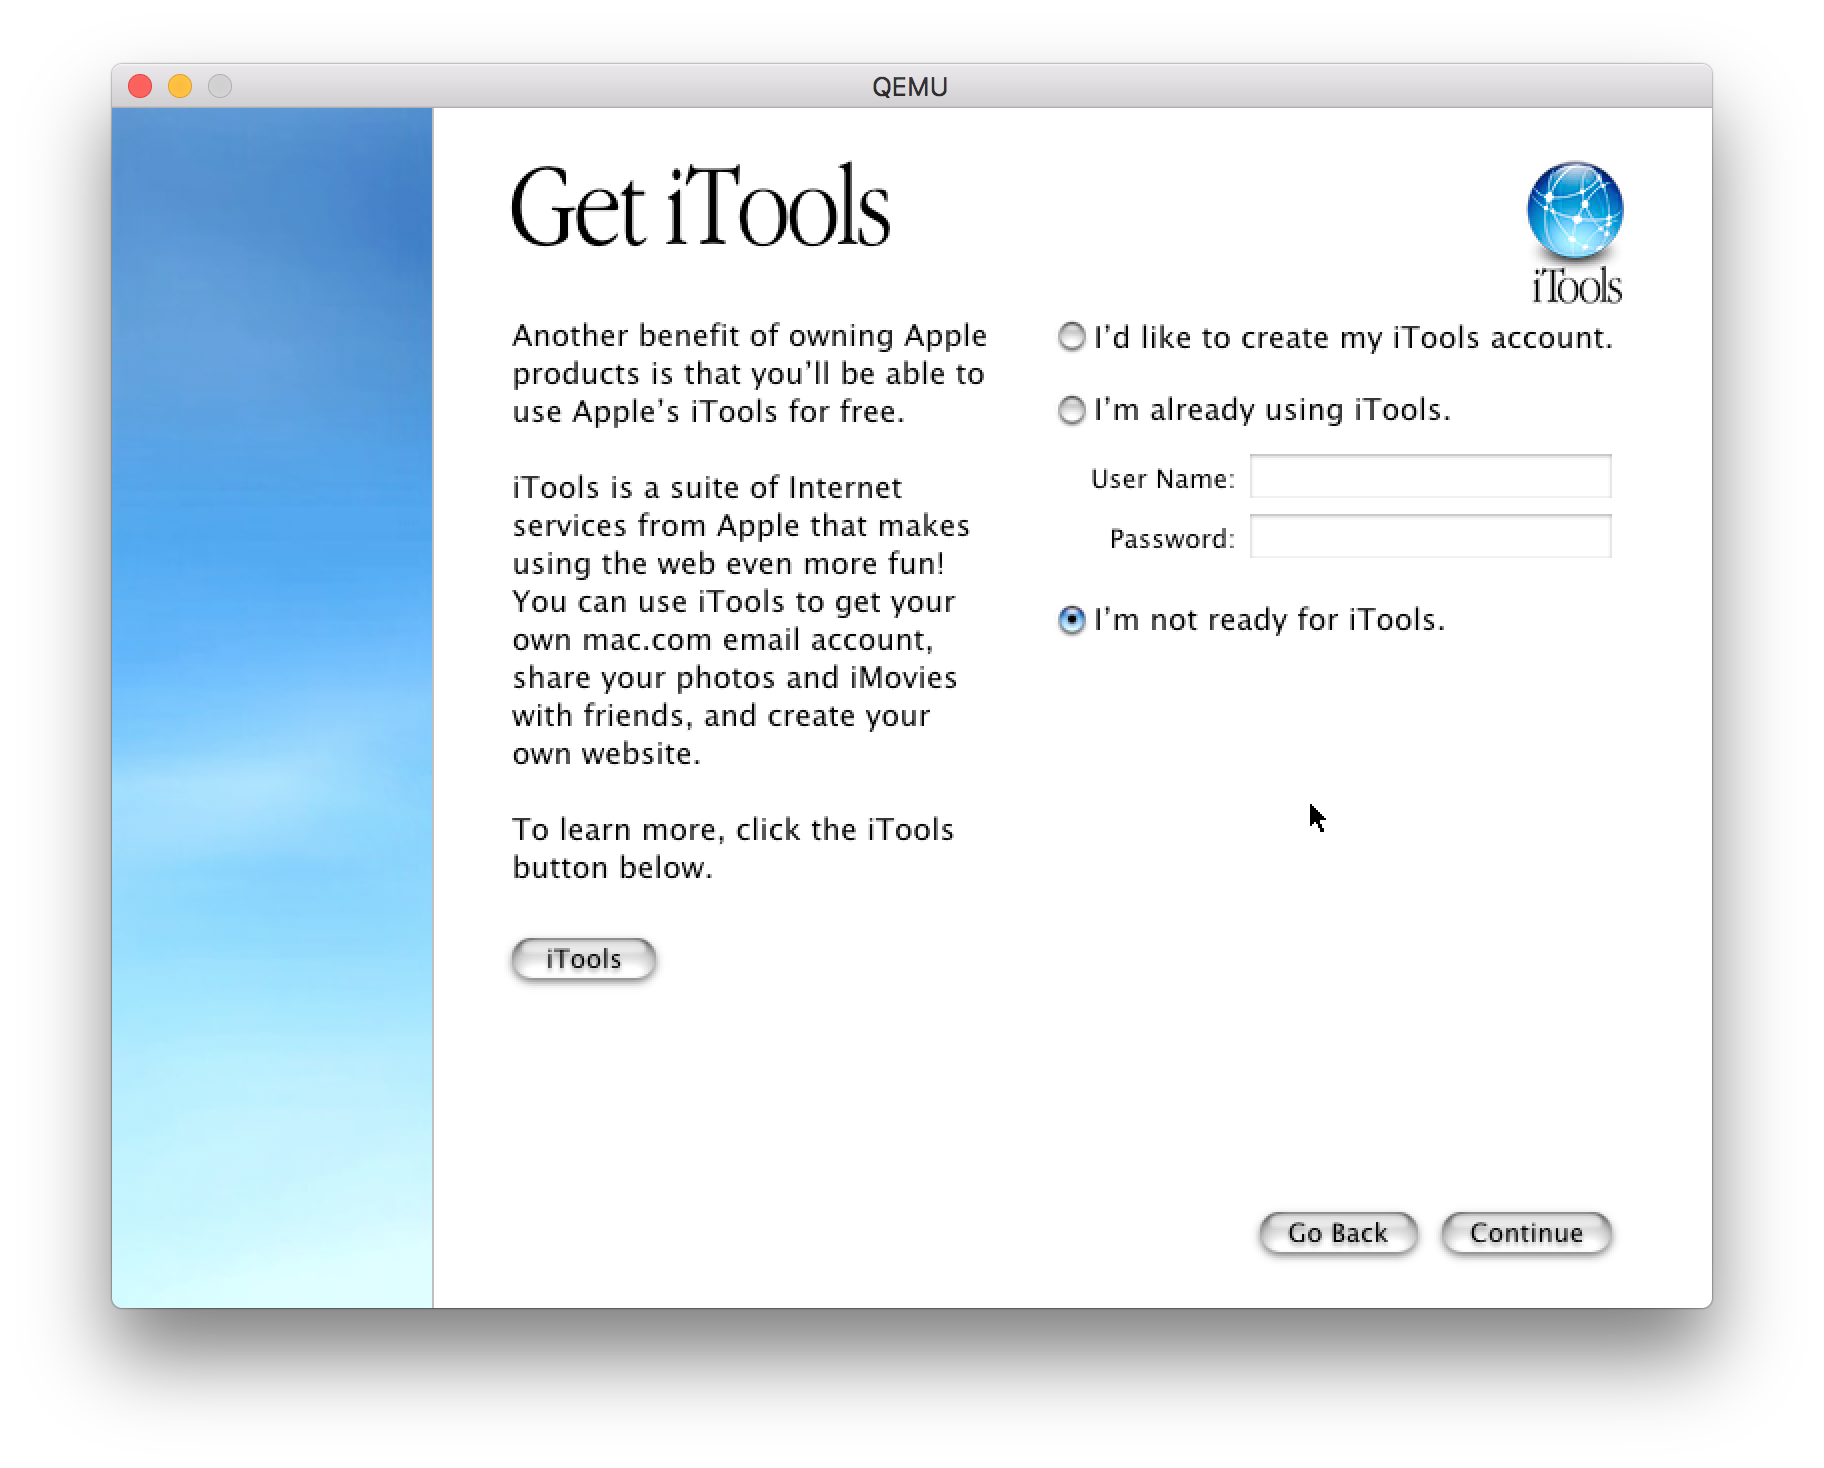 QEMU
Get iTools
iTools
Another benefit of owning Apple
products is that you’ll be able to
use Apple’s iTools for free.
iTools is a suite of Internet
services from Apple that makes
using the web even more fun!
You can use iTools to get your
own mac.com email account,
share your photos and iMovies
with friends, and create your
own website.
To learn more, click the iTools
button below.
iTools
I’d like to create my iTools account.
I’m already using iTools.
User Name:
Password:
I’m not ready for iTools.
Go Back
Continue